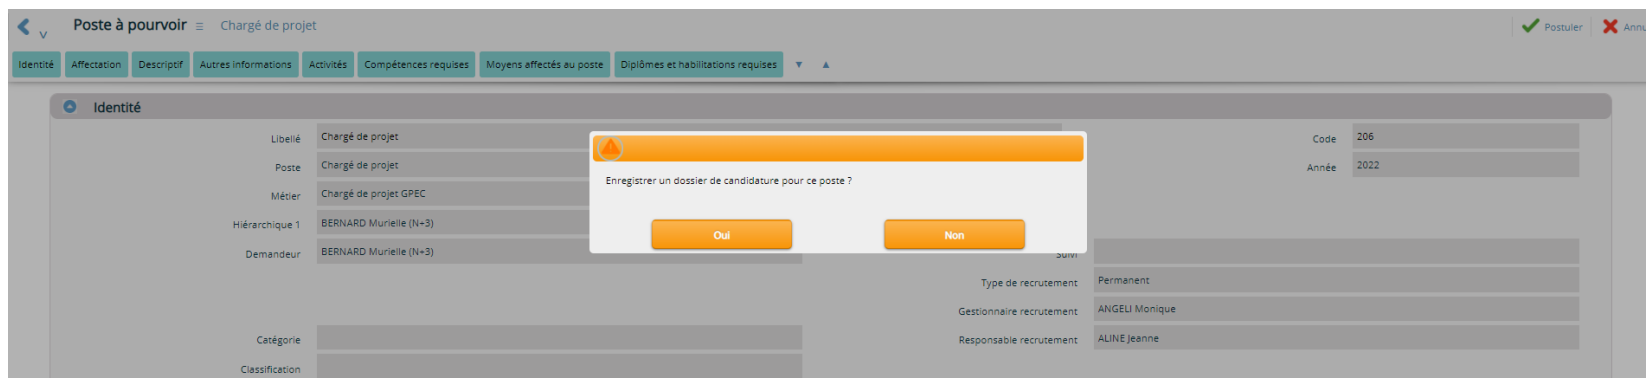 Poste à pourvoir Chargé de projet
Postuler
Identité Affectation Descriptif Autres informations Activités Compétences requises Moyens affectés au poste Diplômes et habilitations requises
Identité
Libellé Chargé de projet
Code 206
Poste Chargé de projet
Année 2022
Métier Chargé de projet GPEC
Hiérarchique 1 BERNARD Murielle (N+3)
Demandeur BERNARD Murielle (N+3)
Enregistrer un dossier de candidature pour ce poste ?
Oui Non
Suivi
Type de recrutement Permanent
Gestionnaire recrutement ANGELI Monique
Catégorie
Responsable recrutement ALINE Jeanne
Classification